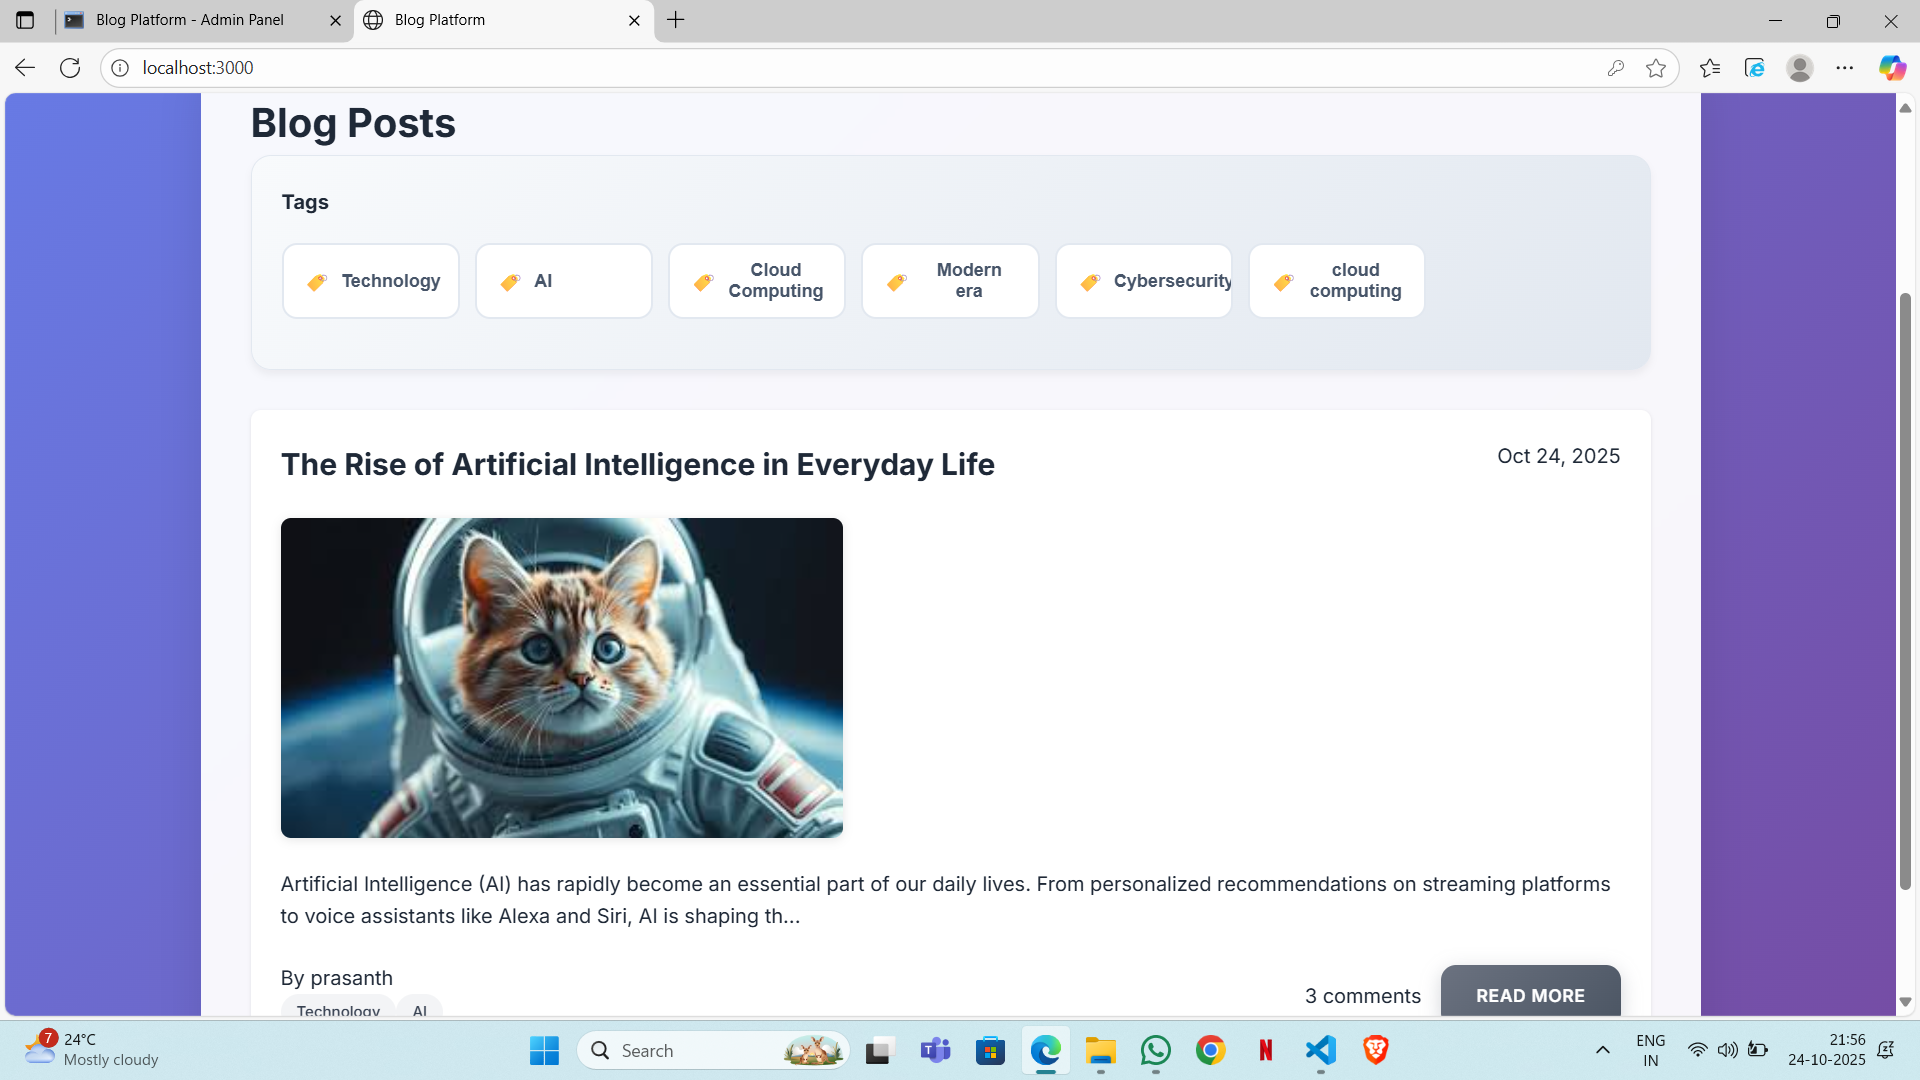 Blog Platform - Admin Panel
Blog Platform
localhost:3000
Blog Posts
Tags
Technology
AI
Cloud
Computing
Modern
era
Cybersecurity
cloud
computing
The Rise of Artificial Intelligence in Everyday Life
Oct 24, 2025
Artificial Intelligence (AI) has rapidly become an essential part of our daily lives. From personalized recommendations on streaming platforms
to voice assistants like Alexa and Siri, AI is shaping th...
By prasanth
Technology AI
3 comments
READ MORE
7
24°C
Mostly cloudy
Search
ENG
IN
21:56
24-10-2025